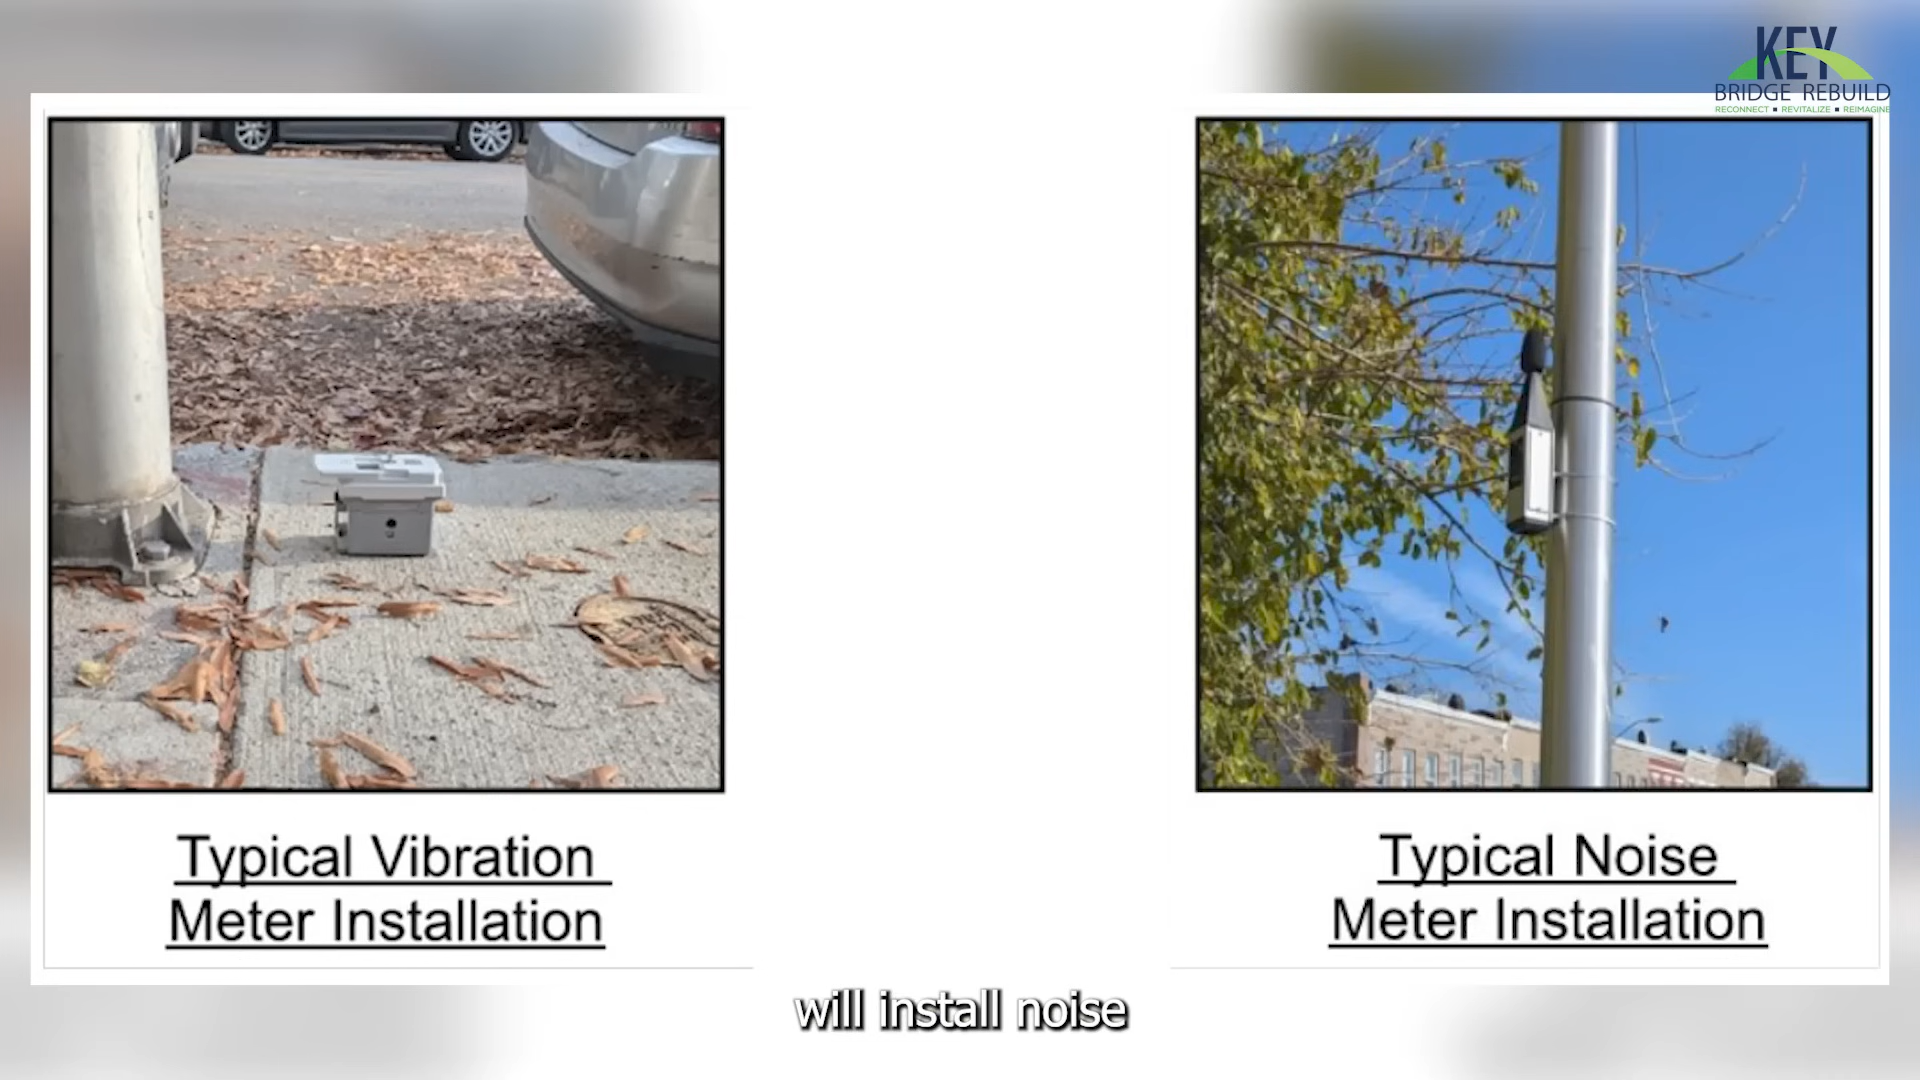 KEY
BRIDGE REBUILD
RECONNECT ▪ REVITALIZE ▪ REIMAGINE
Typical Vibration
Meter Installation
Typical Noise
Meter Installation
will install noise